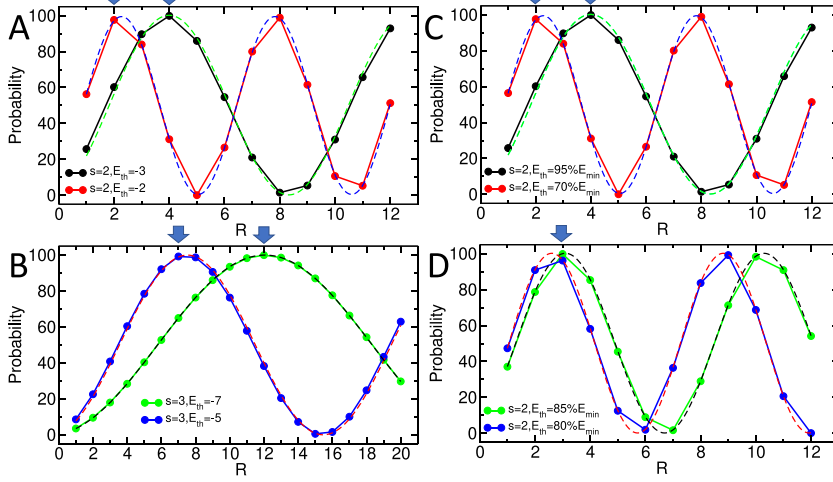 A
Probability
100
80
60
40
20
0
s=2,E_th=-3
s=2,E_th=-2
0 2 4 6 8 10 12
R
C
Probability
100
80
60
40
20
0
s=2,E_th=95%E_min
s=2,E_th=70%E_min
0 2 4 6 8 10 12
R
B
Probability
100
80
60
40
20
0
s=3,E_th=-7
s=3,E_th=-5
0 2 4 6 8 10 12 14 16 18 20
R
D
Probability
100
80
60
40
20
0
s=2,E_th=85%E_min
s=2,E_th=80%E_min
0 2 4 6 8 10 12
R